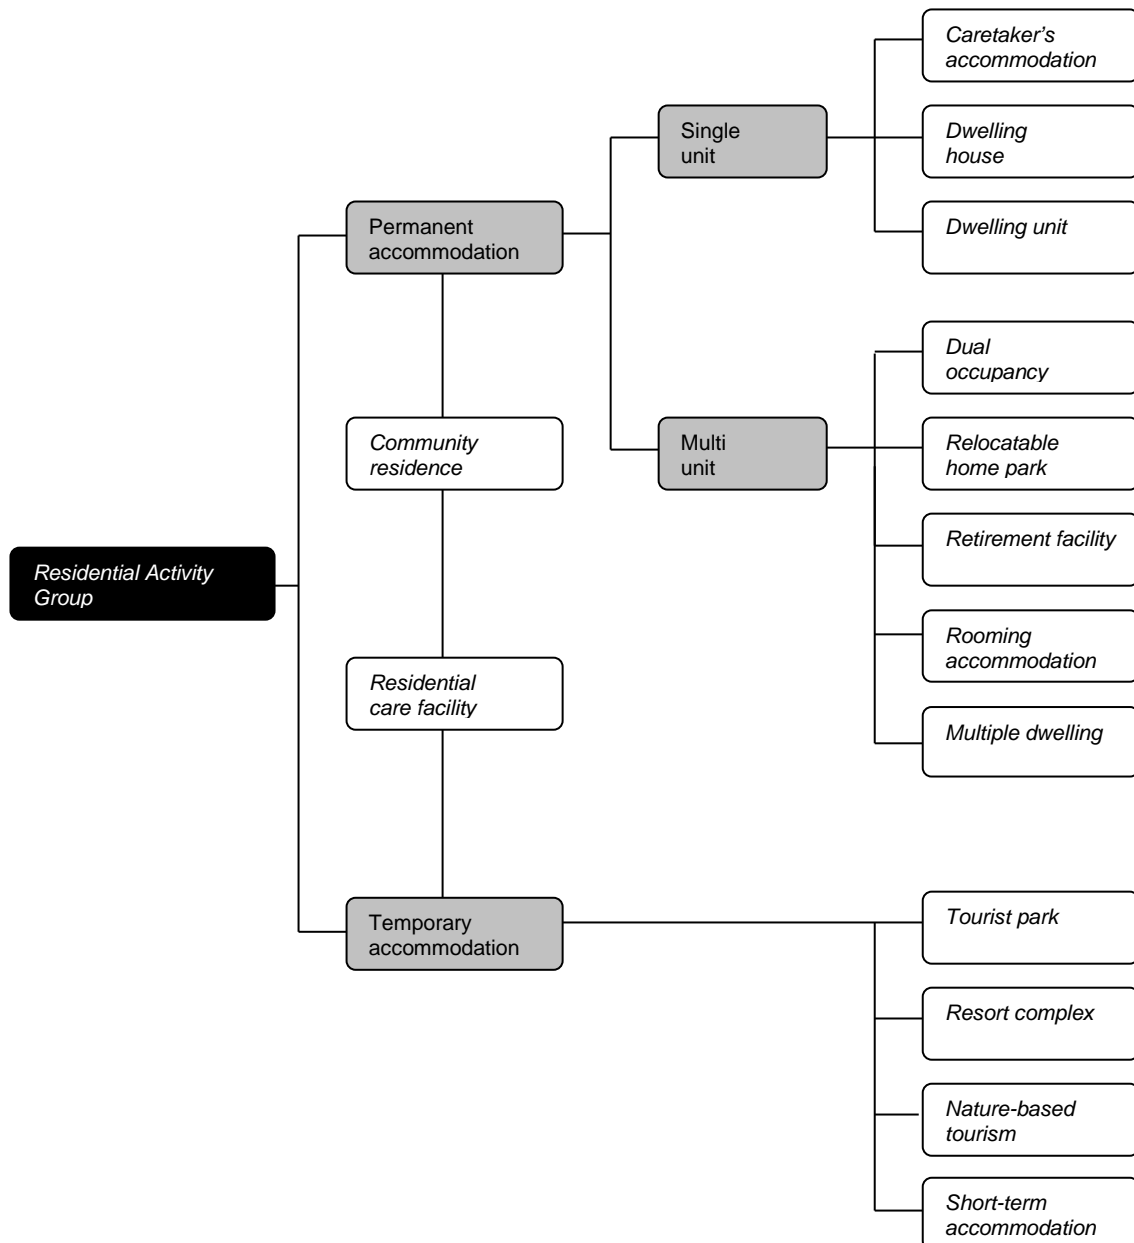 Caretaker’s
accommodation
Single
unit
Dwelling
house
Dwelling unit
Permanent
accommodation
Dual
occupancy
Community
residence
Multi
unit
Relocatable
home park
Retirement facility
Residential Activity
Group
Rooming
accommodation
Residential
care facility
Multiple dwelling
Temporary
accommodation
Tourist park
Resort complex
Nature-based
tourism
Short-term
accommodation